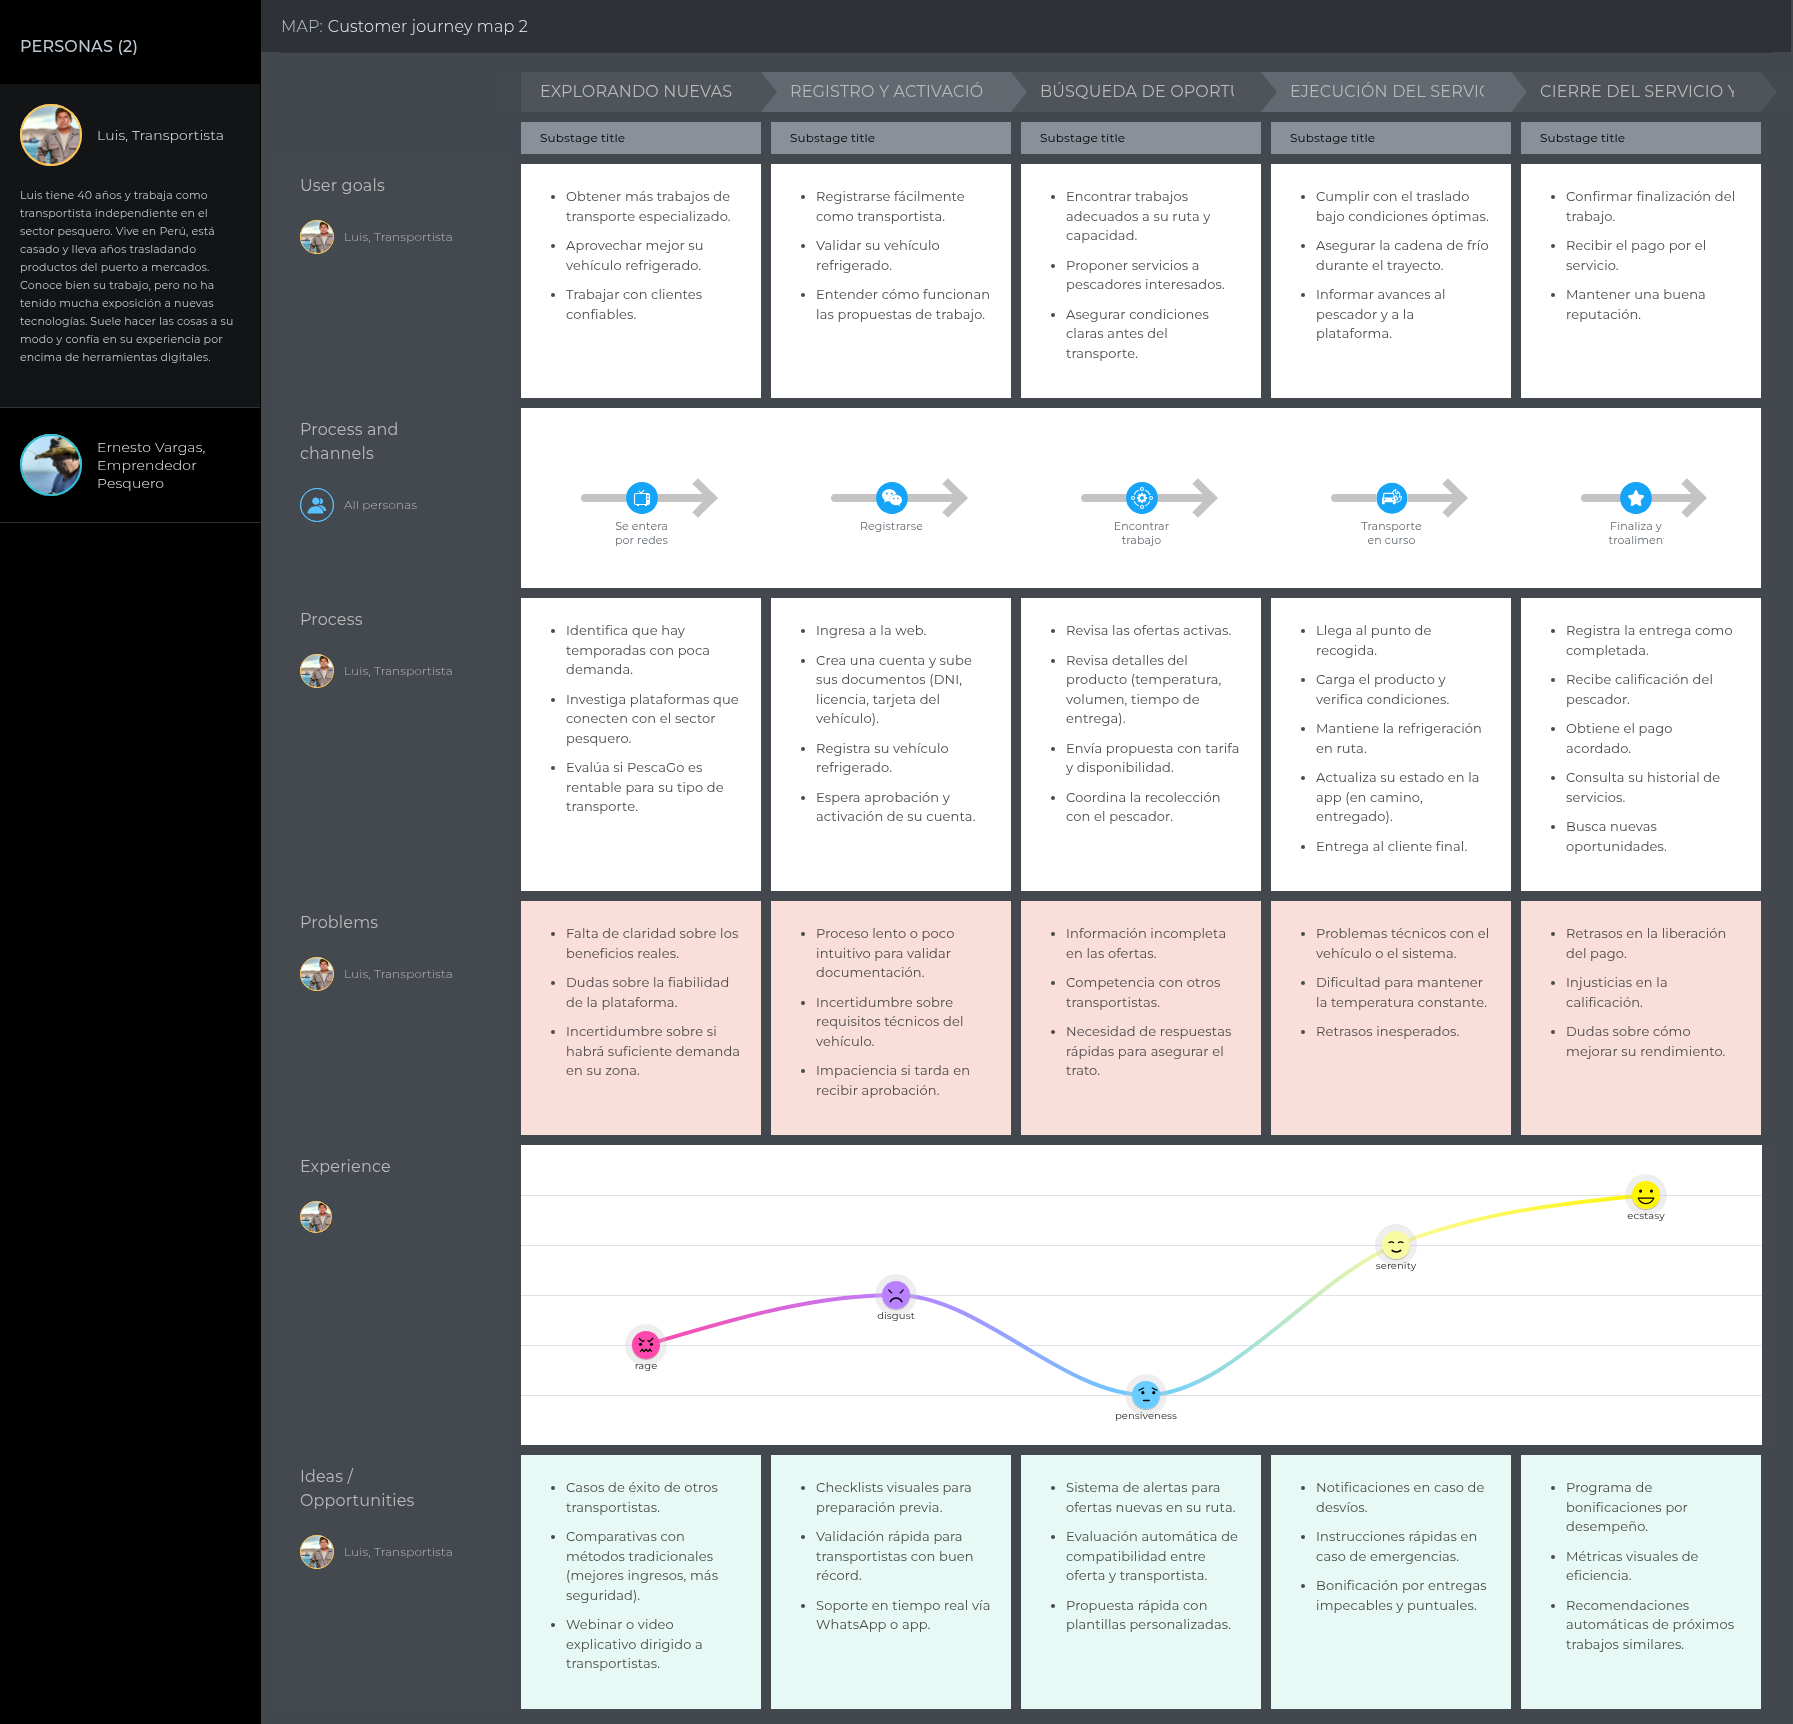 PERSONAS (2)
Luis, Transportista
Luis tiene 40 años y trabaja como
transportista independiente en el
sector pesquero. Vive en Perú, está
casado y lleva años trasladando
productos del puerto a mercados.
Conoce bien su trabajo, pero no ha
tenido mucha exposición a nuevas
tecnologías. Suele hacer las cosas a su
modo y confía en su experiencia por
encima de herramientas digitales.
Ernesto Vargas,
Emprendedor
Pesquero
MAP: Customer journey map 2
EXPLORANDO NUEVAS
REGISTRO Y ACTIVACIÓ
BÚSQUEDA DE OPORTU
EJECUCIÓN DEL SERVIC
CIERRE DEL SERVICIO Y
Substage title
Substage title
Substage title
Substage title
Substage title
User goals
Luis, Transportista
• Obtener más trabajos de
transporte especializado.
• Aprovechar mejor su
vehículo refrigerado.
• Trabajar con clientes
confiables.
• Registrarse fácilmente
como transportista.
• Validar su vehículo
refrigerado.
• Entender cómo funcionan
las propuestas de trabajo.
• Encontrar trabajos
adecuados a su ruta y
capacidad.
• Proponer servicios a
pescadores interesados.
• Asegurar condiciones
claras antes del
transporte.
• Cumplir con el traslado
bajo condiciones óptimas.
• Asegurar la cadena de frío
durante el trayecto.
• Informar avances al
pescador y a la
plataforma.
• Confirmar finalización del
trabajo.
• Recibir el pago por el
servicio.
• Mantener una buena
reputación.
Process and
channels
All personas
Se entera
por redes
Registrarse
Encontrar
trabajo
Transporte
en curso
Finaliza y
troalimen
Process
Luis, Transportista
• Identifica que hay
temporadas con poca
demanda.
• Investiga plataformas que
conecten con el sector
pesquero.
• Evalúa si PescaGo es
rentable para su tipo de
transporte.
• Ingresa a la web.
• Crea una cuenta y sube
sus documentos (DNI,
licencia, tarjeta del
vehículo).
• Registra su vehículo
refrigerado.
• Espera aprobación y
activación de su cuenta.
• Revisa las ofertas activas.
• Revisa detalles del
producto (temperatura,
volumen, tiempo de
entrega).
• Envía propuesta con tarifa
y disponibilidad.
• Coordina la recolección
con el pescador.
• Llega al punto de
recogida.
• Carga el producto y
verifica condiciones.
• Mantiene la refrigeración
en ruta.
• Actualiza su estado en la
app (en camino,
entregado).
• Entrega al cliente final.
• Registra la entrega como
completada.
• Recibe calificación del
pescador.
• Obtiene el pago
acordado.
• Consulta su historial de
servicios.
• Busca nuevas
oportunidades.
Problems
Luis, Transportista
• Falta de claridad sobre los
beneficios reales.
• Dudas sobre la fiabilidad
de la plataforma.
• Incertidumbre sobre si
habrá suficiente demanda
en su zona.
• Proceso lento o poco
intuitivo para validar
documentación.
• Incertidumbre sobre
requisitos técnicos del
vehículo.
• Impaciencia si tarda en
recibir aprobación.
• Información incompleta
en las ofertas.
• Competencia con otros
transportistas.
• Necesidad de respuestas
rápidas para asegurar el
trato.
• Problemas técnicos con el
vehículo o el sistema.
• Dificultad para mantener
la temperatura constante.
• Retrasos inesperados.
• Retrasos en la liberación
del pago.
• Injusticias en la
calificación.
• Dudas sobre cómo
mejorar su rendimiento.
Experience
rage
disgust
pensiveness
serenity
ecstasy
Ideas /
Opportunities
Luis, Transportista
• Casos de éxito de otros
transportistas.
• Comparativas con
métodos tradicionales
(mejores ingresos, más
seguridad).
• Webinar o video
explicativo dirigido a
transportistas.
• Checklists visuales para
preparación previa.
• Validación rápida para
transportistas con buen
récord.
• Soporte en tiempo real vía
WhatsApp o app.
• Sistema de alertas para
ofertas nuevas en su ruta.
• Evaluación automática de
compatibilidad entre
oferta y transportista.
• Propuesta rápida con
plantillas personalizadas.
• Notificaciones en caso de
desvíos.
• Instrucciones rápidas en
caso de emergencias.
• Bonificación por entregas
impecables y puntuales.
• Programa de
bonificaciones por
desempeño.
• Métricas visuales de
eficiencia.
• Recomendaciones
automáticas de próximos
trabajos similares.